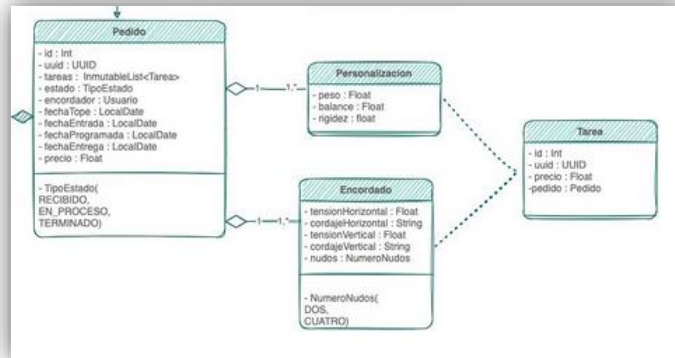 Pedido
- id : Int
- uuid : UUID
- tareas : InmutableList<Tarea>
- estado : TipoEstado
- encordador : Usuario
- fechaTope : LocalDate
- fechaEntrada : LocalDate
- fechaProgramada : LocalDate
- fechaEntrega : LocalDate
- precio : Float
- TipoEstado(
RECIBIDO,
EN_PROCESO,
TERMINADO)
1
1,*
Personalizacion
- peso : Float
- balance : Float
- rigidez : float
1
1,*
Encordado
- tensionHorizontal : Float
- cordajeHorizontal : String
- tensionVertical : Float
- cordajeVertical : String
- nudos : NumeroNudos
- NumeroNudos(
DOS,
CUATRO)
Tarea
- id : Int
- uuid : UUID
- precio : Float
-pedido : Pedido